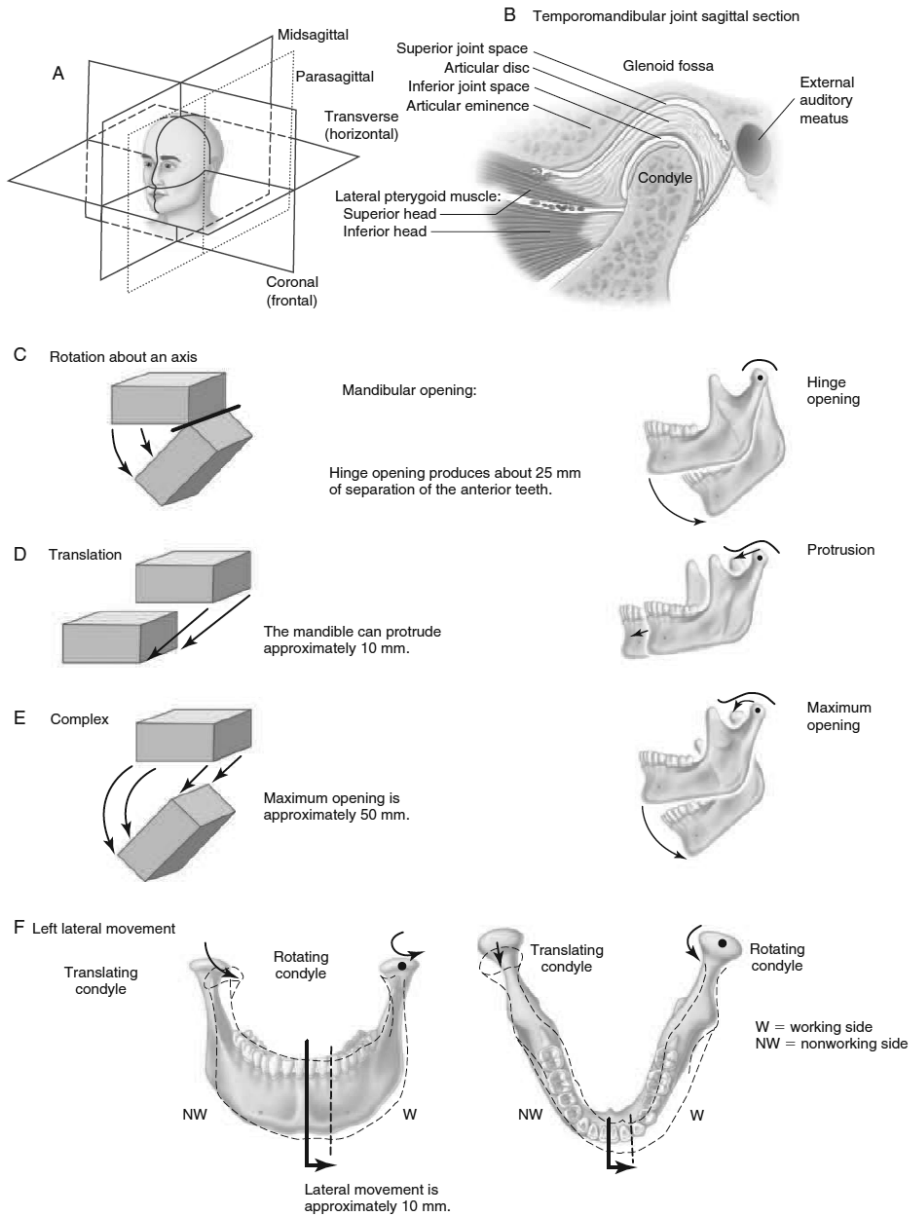 A
Midsagittal
Parasagittal
Transverse
(horizontal)
Coronal
(frontal)
B Temporomandibular joint sagittal section
Superior joint space
Articular disc
Inferior joint space
Articular eminence
Glenoid fossa
External
auditory
meatus
Condyle
Lateral pterygoid muscle:
Superior head
Inferior head
C Rotation about an axis
Mandibular opening:
Hinge opening produces about 25 mm
of separation of the anterior teeth.
Hinge
opening
D Translation
The mandible can protrude
approximately 10 mm.
Protrusion
E Complex
Maximum opening is
approximately 50 mm.
Maximum
opening
F Left lateral movement
Translating
condyle
Rotating
condyle
NW
W
Lateral movement is
approximately 10 mm.
Translating
condyle
Rotating
condyle
W = working side
NW = nonworking side
NW
W